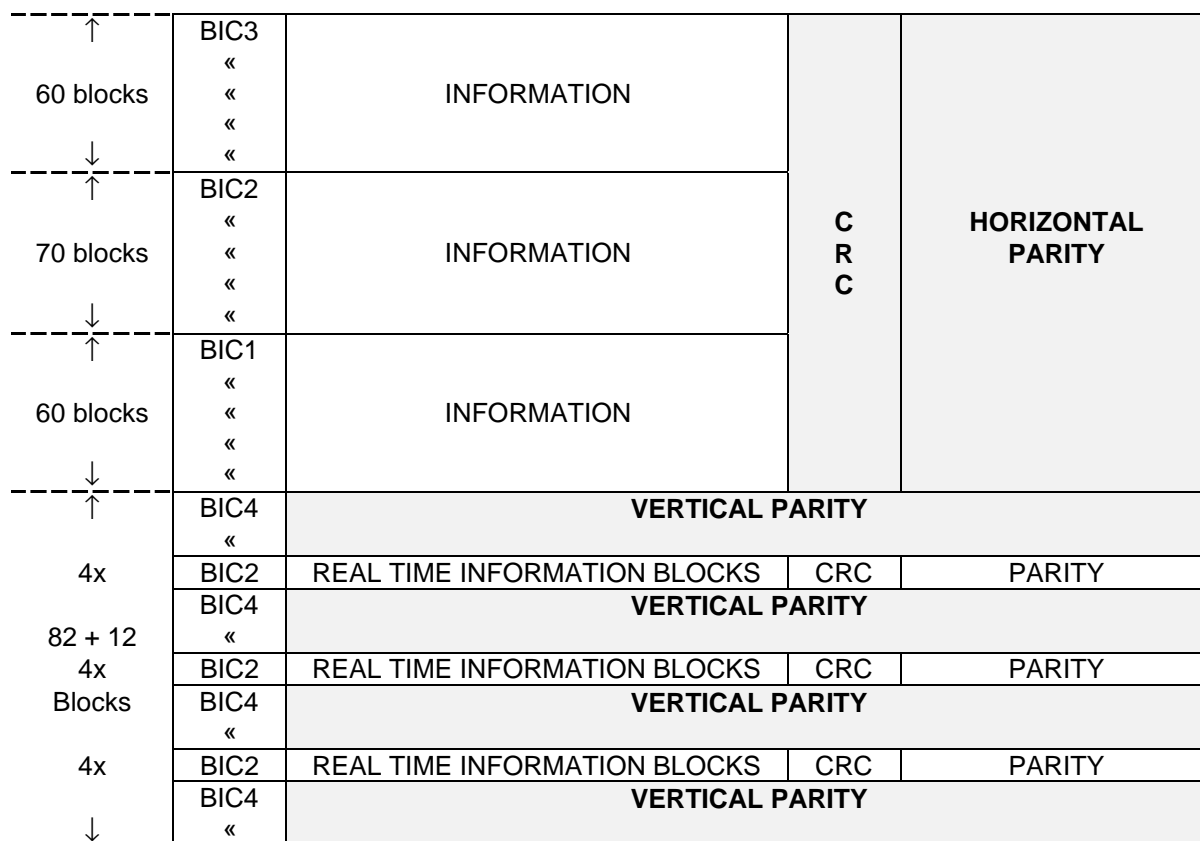 ↑ BIC3
«
60 blocks « INFORMATION
«
↓ «
↑ BIC2
« C HORIZONTAL
70 blocks « INFORMATION R PARITY
« C
↓ «
↑ BIC1
«
60 blocks « INFORMATION
«
↓ «
↑ BIC4 VERTICAL PARITY
«
4x BIC2 REAL TIME INFORMATION BLOCKS CRC PARITY
BIC4 VERTICAL PARITY
82 + 12 «
4x BIC2 REAL TIME INFORMATION BLOCKS CRC PARITY
Blocks BIC4 VERTICAL PARITY
«
4x BIC2 REAL TIME INFORMATION BLOCKS CRC PARITY
BIC4 VERTICAL PARITY
↓ «